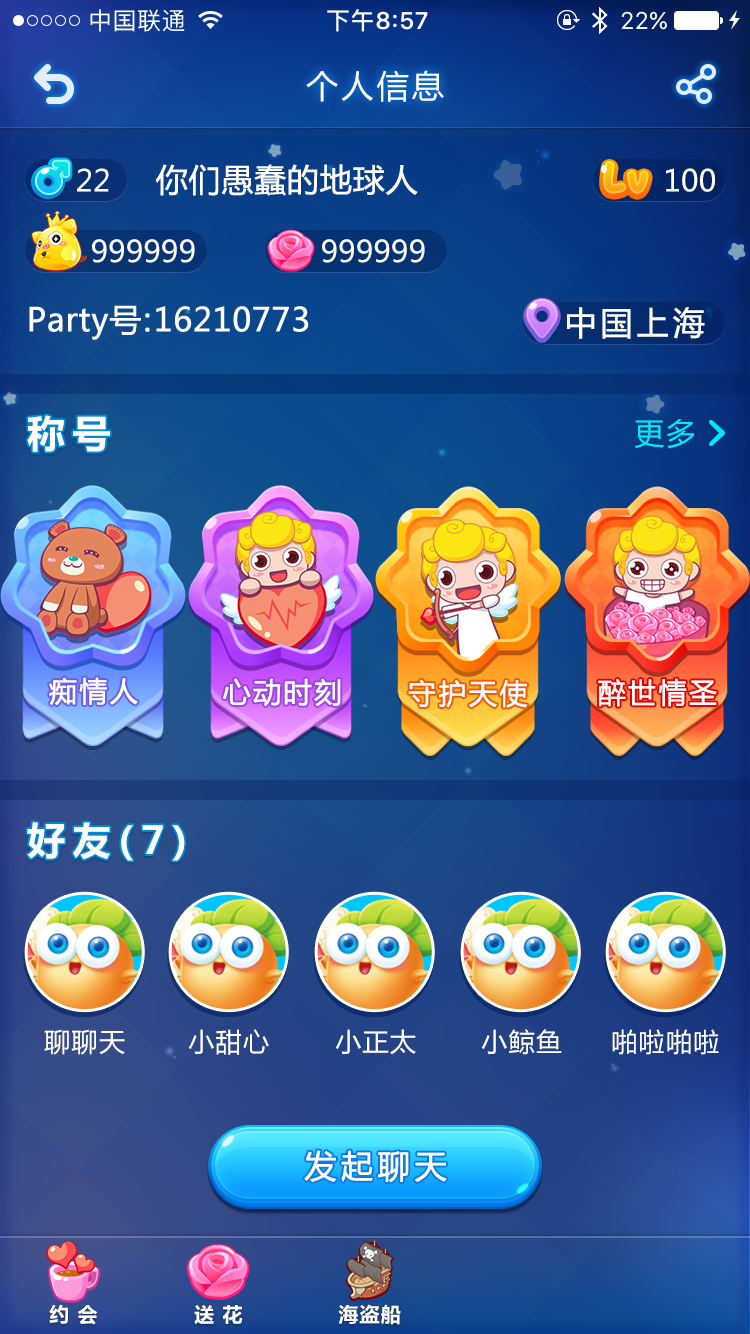 中国联通 下午8:57 22%
个人信息
22 你们愚蠢的地球人 Lv 100
999999 999999
Party号:16210773 中国上海
称号 更多
痴情人 心动时刻 守护天使 醉世情圣
好友(7)
聊聊天 小甜心 小正太 小鲸鱼 啪啦啪啦
发起聊天
约会 送花 海盗船